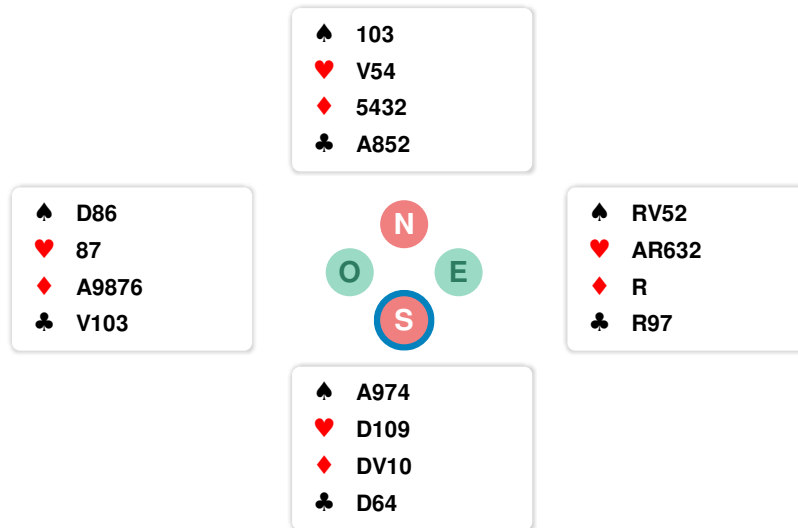 ♠ 103
♥ V54
♦ 5432
♣ A852
♠ D86
♥ 87
♦ A9876
♣ V103
N
O
E
S
♠ RV52
♥ AR632
♦ R
♣ R97
♠ A974
♥ D109
♦ DV10
♣ D64